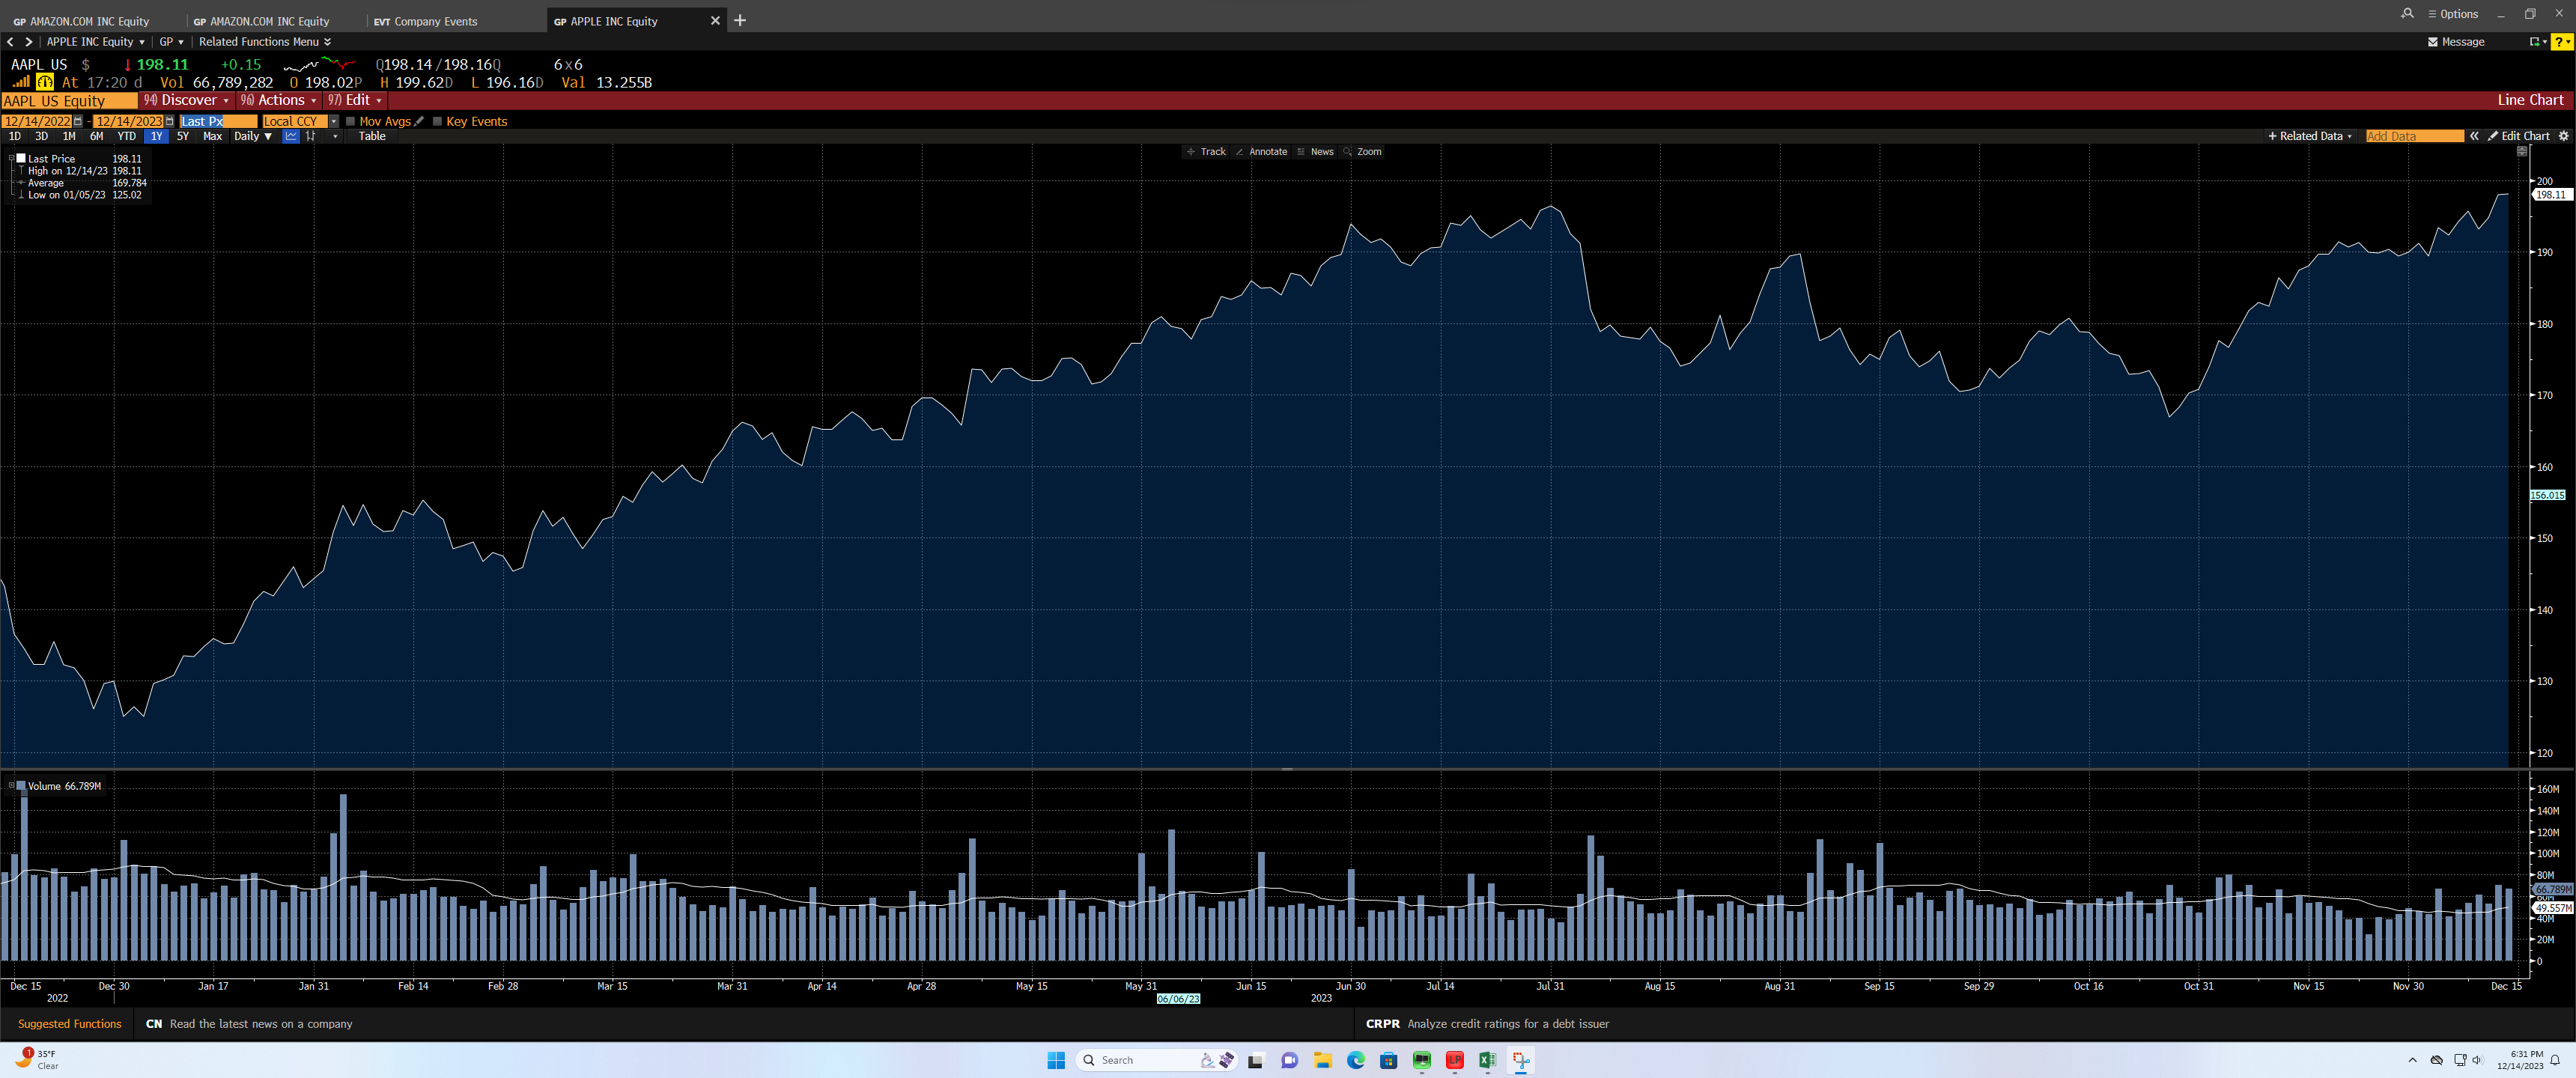 GP AMAZON.COM INC Equity GP AMAZON.COM INC Equity EVT Company Events GP APPLE INC Equity Options
APPLE INC Equity GP Related Functions Menu Message ?
AAPL US $ ↓198.11 +0.15 Q198.14/198.16Q 6x6
At 17:20 d Vol 66,789,282 O 198.02P H 199.62D L 196.16D Val 13.255B
AAPL US Equity 94) Discover 96) Actions 97) Edit Line Chart
12/14/2022 - 12/14/2023 Last Px Local CCY Mov Avgs Key Events
1D 3D 1M 6M YTD 1Y 5Y Max Daily ▼ Table + Related Data Add Data « Edit Chart
Track Annotate News Zoom
Last Price 198.11
High on 12/14/23 198.11
Average 169.784
Low on 01/05/23 125.02
200
198.11
190
180
170
160
156.015
150
140
130
120
Volume 66.789M
160M
140M
120M
100M
80M
66.789M
60M
49.557M
40M
20M
0
Dec 15 Dec 30 Jan 17 Jan 31 Feb 14 Feb 28 Mar 15 Mar 31 Apr 14 Apr 28 May 15 May 31 Jun 15 Jun 30 Jul 14 Jul 31 Aug 15 Aug 31 Sep 15 Sep 29 Oct 16 Oct 31 Nov 15 Nov 30 Dec 15
2022 06/06/23 2023
Suggested Functions CN Read the latest news on a company CRPR Analyze credit ratings for a debt issuer
1 35°F
Clear
Search
LP
6:31 PM
12/14/2023